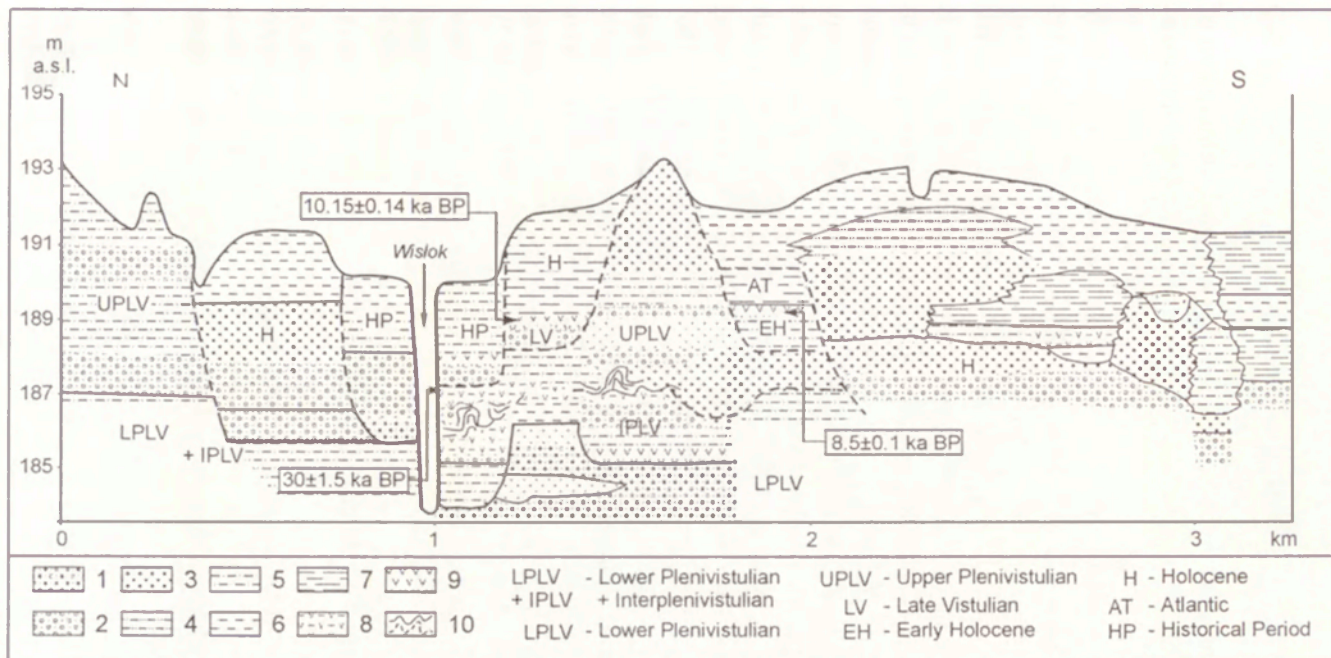 m
a.s.l.
N
S
195
193
191
189
187
185
10.15±0.14 ka BP
Wisłok
H
UPLV
H
HP
HP
LV
UPLV
AT
EH
H
LPLV
+ IPLV
IPLV
30±1.5 ka BP
8.5±0.1 ka BP
LPLV
0 1 2 3 km
1 3 5 7 9
2 4 6 8 10
LPLV - Lower Plenivistulian
+ IPLV + Interplenivistulian
LPLV - Lower Plenivistulian
UPLV - Upper Plenivistulian
LV - Late Vistulian
EH - Early Holocene
H - Holocene
AT - Atlantic
HP - Historical Period